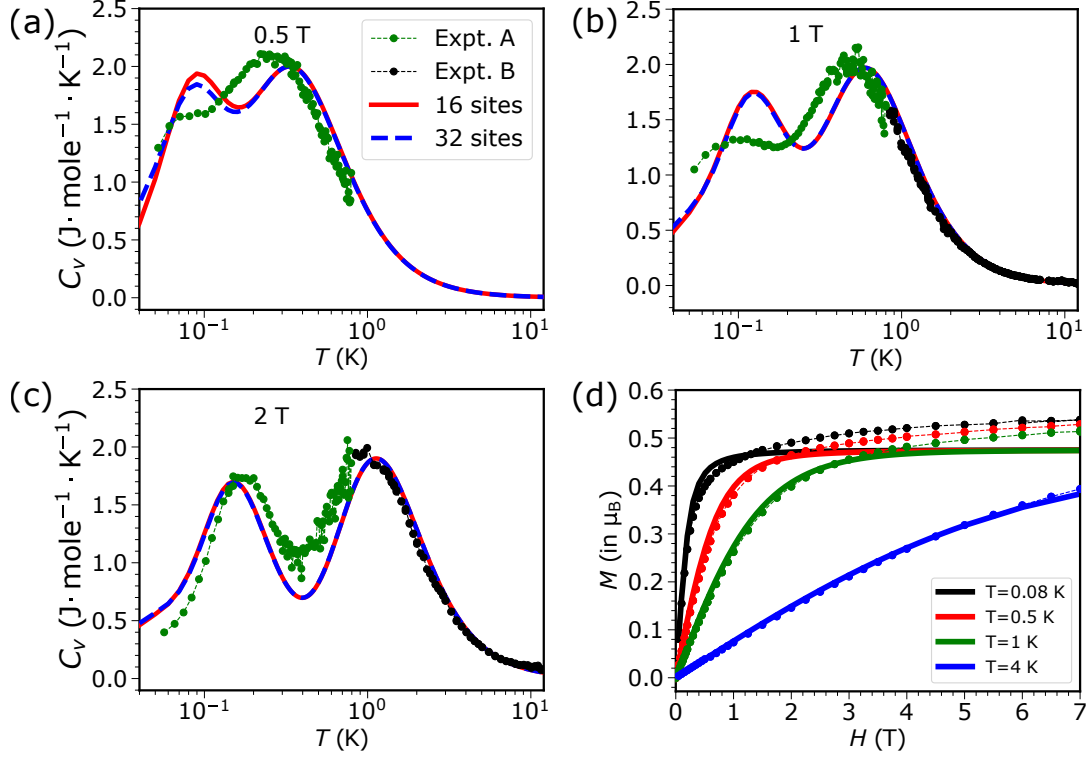 (a)
0.5 T
Expt. A
Expt. B
16 sites
32 sites
2.5
2.0
1.5
1.0
0.5
0.0
C_v (J· mole⁻¹ · K⁻¹)
10⁻¹
10⁰
10¹
T (K)
(b)
1 T
2.5
2.0
1.5
1.0
0.5
0.0
10⁻¹
10⁰
10¹
T (K)
(c)
2 T
2.5
2.0
1.5
1.0
0.5
0.0
C_v (J· mole⁻¹ · K⁻¹)
10⁻¹
10⁰
10¹
T (K)
(d)
0.6
0.5
0.4
0.3
0.2
0.1
0.0
M (in μ_B)
T=0.08 K
T=0.5 K
T=1 K
T=4 K
0 1 2 3 4 5 6 7
H (T)